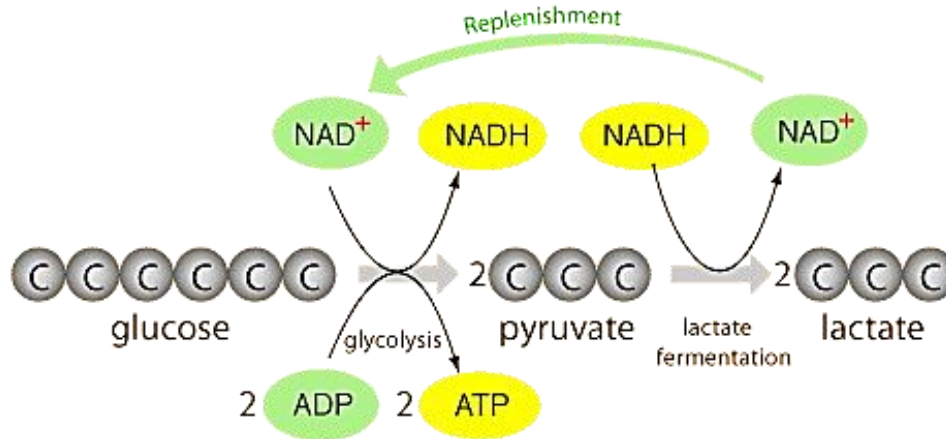 Replenishment
NAD+ NADH NADH NAD+
C C C C C C 2 C C C 2 C C C
glucose glycolysis pyruvate lactate fermentation lactate
2 ADP 2 ATP